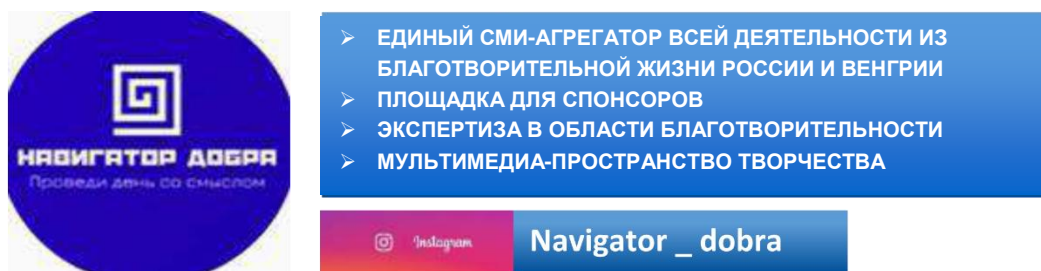 НАВИГАТОР ДОБРА
Проведи день со смыслом
ЕДИНЫЙ СМИ-АГРЕГАТОР ВСЕЙ ДЕЯТЕЛЬНОСТИ ИЗ
БЛАГОТВОРИТЕЛЬНОЙ ЖИЗНИ РОССИИ И ВЕНГРИИ
ПЛОЩАДКА ДЛЯ СПОНСОРОВ
ЭКСПЕРТИЗА В ОБЛАСТИ БЛАГОТВОРИТЕЛЬНОСТИ
МУЛЬТИМЕДИА-ПРОСТРАНСТВО ТВОРЧЕСТВА
Instagram
Navigator _ dobra